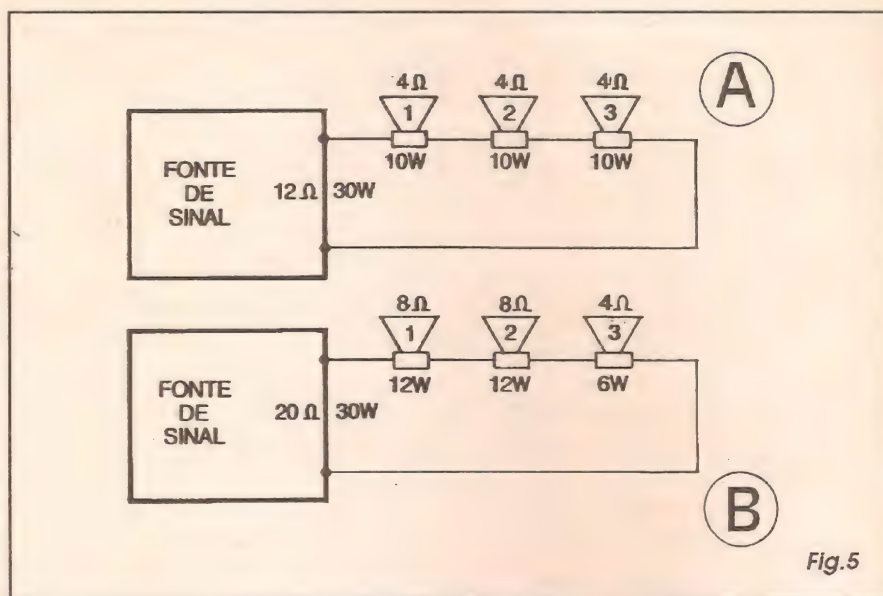 4Ω 4Ω 4Ω
1 2 3
10W 10W 10W
A
FONTE
DE
SINAL
12Ω 30W
8Ω 8Ω 4Ω
1 2 3
12W 12W 6W
FONTE
DE
SINAL
20Ω 30W
B
Fig.5